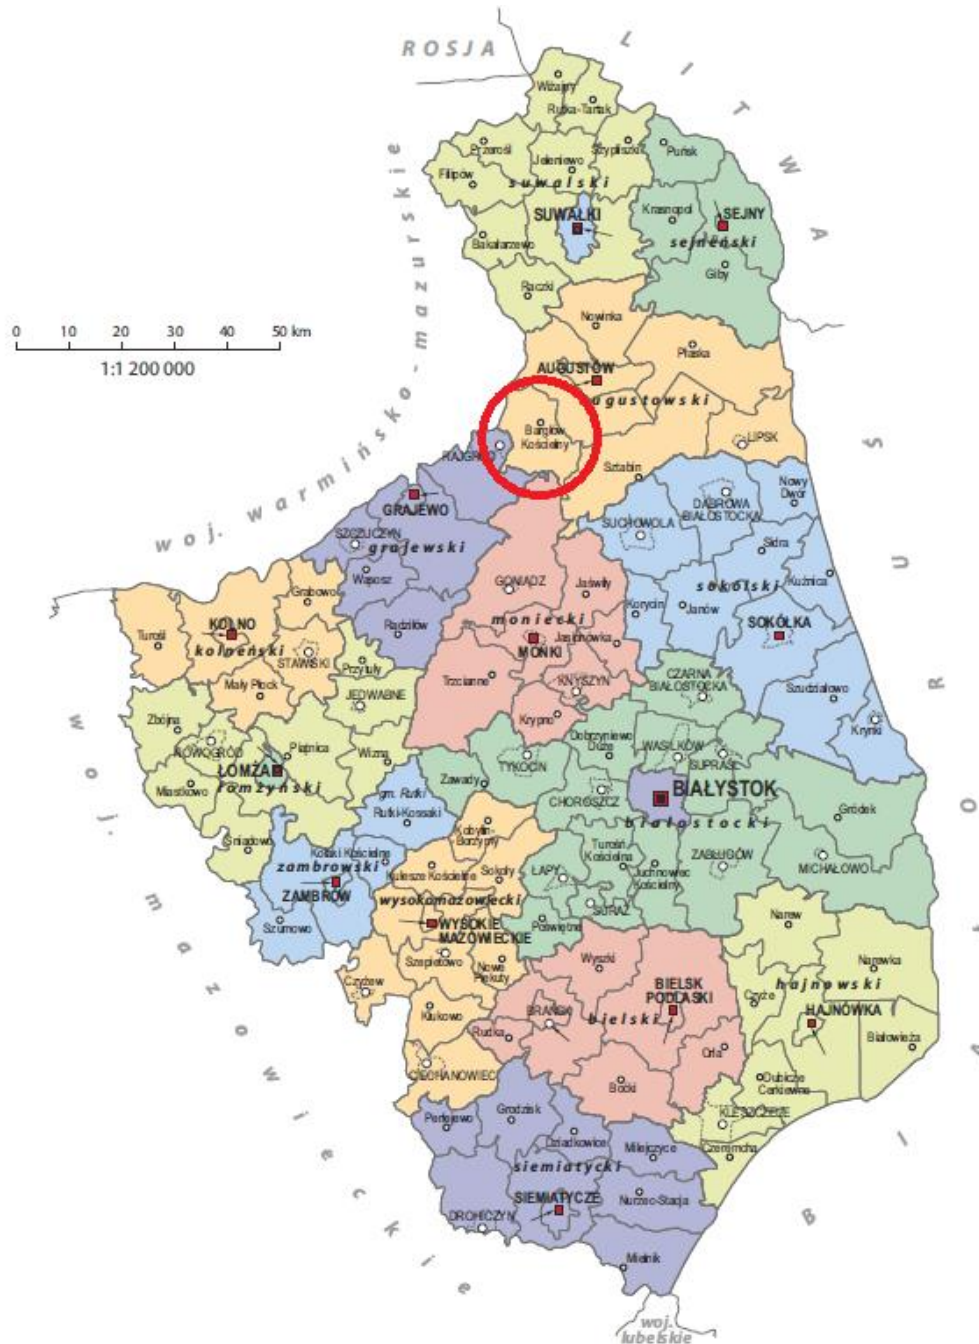 ROSJA
LITWA
Wiżajny
Rutka-Tartak
Przerośl
Szypliszki
Puńsk
Jeleniewo
Filipów
suwalski
Krasnopol
SEJNY
SUWAŁKI
sejneński
Bakałarzewo
Giby
Raczki
Nowinka
0 10 20 30 40 50 km
1:1 200 000
Płaska
AUGUSTÓW
augustowski
Bargłów
Kościelny
LIPSK
RAJGRÓD
woj. warmińsko-mazurskie
Sztabin
GRAJEWO
DĄBROWA
BIAŁOSTOCKA
Nowy
Dwór
SUCHOWOLA
SZCZUCZYN
grajewski
Sidra
Wąsosz
GONIĄDZ
Jaświły
sokólski
Kuźnica
Grabowo
Korycin
Janów
KOLNO
moniecki
SOKÓŁKA
Turośl
kolneński
Radziłów
MOŃKI
Jasionówka
STAWISKI
Przytuły
Trzcianne
KNYSZYN
CZARNA
BIAŁOSTOCKA
Mały Płock
JEDWABNE
Szudziałowo
Krypno
Krynki
Zbójna
NOWOGRÓD
Piątnica
Wizna
Dobrzyniewo
Duże
WASILKÓW
SUPRAŚL
TYKOCIN
ŁOMŻA
łomżyński
Zawady
Miastkowo
gm. Rutki
Rutki-Kossaki
CHOROSZCZ
BIAŁYSTOK
białostocki
Gródek
Śniadowo
Kobylin-
Borzymy
Kołaki Kościelne
Turośń
Kościelna
ZABŁUDÓW
MICHAŁOWO
zambrowski
Kulesze Kościelne
Sokoły
ŁAPY
Juchnowiec
Kościelny
ZAMBRÓW
wysokomazowiecki
SURAŻ
Szumowo
WYSOKIE
MAZOWIECKIE
Poświętne
Narew
Szepietowo
Nowe
Piekuty
Wyszki
Narewka
Czyżew
BIELSK
PODLASKI
Czyże
hajnowski
Klukowo
BRAŃSK
bielski
HAJNÓWKA
Rudka
Orla
Białowieża
CIECHANOWIEC
Boćki
Dubicze
Cerkiewne
KLESZCZELE
Perlejewo
Grodzisk
Dziadkowice
Milejczyce
Czeremcha
siemiatycki
SIEMIATYCZE
Nurzec-Stacja
DROHICZYN
Mielnik
woj. mazowieckie
BIAŁORUŚ
woj.
lubelskie